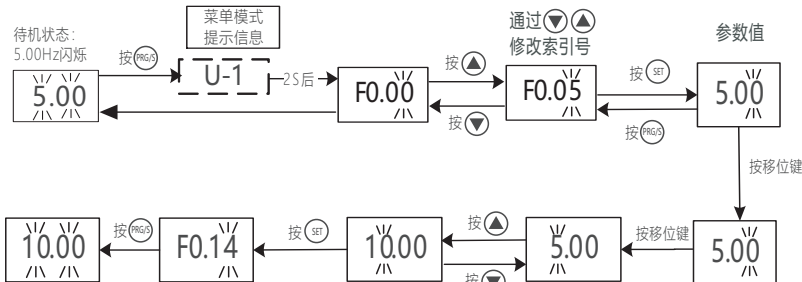 待机状态:
5.00Hz闪烁
5.00
按PRG/S
菜单模式
提示信息
U-1
2S后
F0.00
按▲
按▼
通过▼▲
修改索引号
F0.05
按SET
按PRG/S
参数值
5.00
按移位键
5.00
按移位键
5.00
按▲
按▼
10.00
按SET
F0.14
按PRG/S
10.00